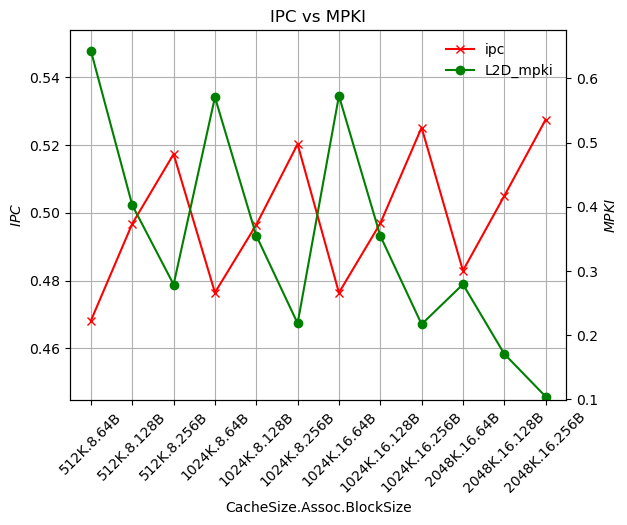 IPC vs MPKI
ipc
L2D_mpki
0.54
0.52
0.50
0.48
0.46
IPC
0.6
0.5
0.4
0.3
0.2
0.1
MPKI
512K.8.64B
512K.8.128B
512K.8.256B
1024K.8.64B
1024K.8.128B
1024K.8.256B
1024K.16.64B
1024K.16.128B
1024K.16.256B
2048K.16.64B
2048K.16.128B
2048K.16.256B
CacheSize.Assoc.BlockSize